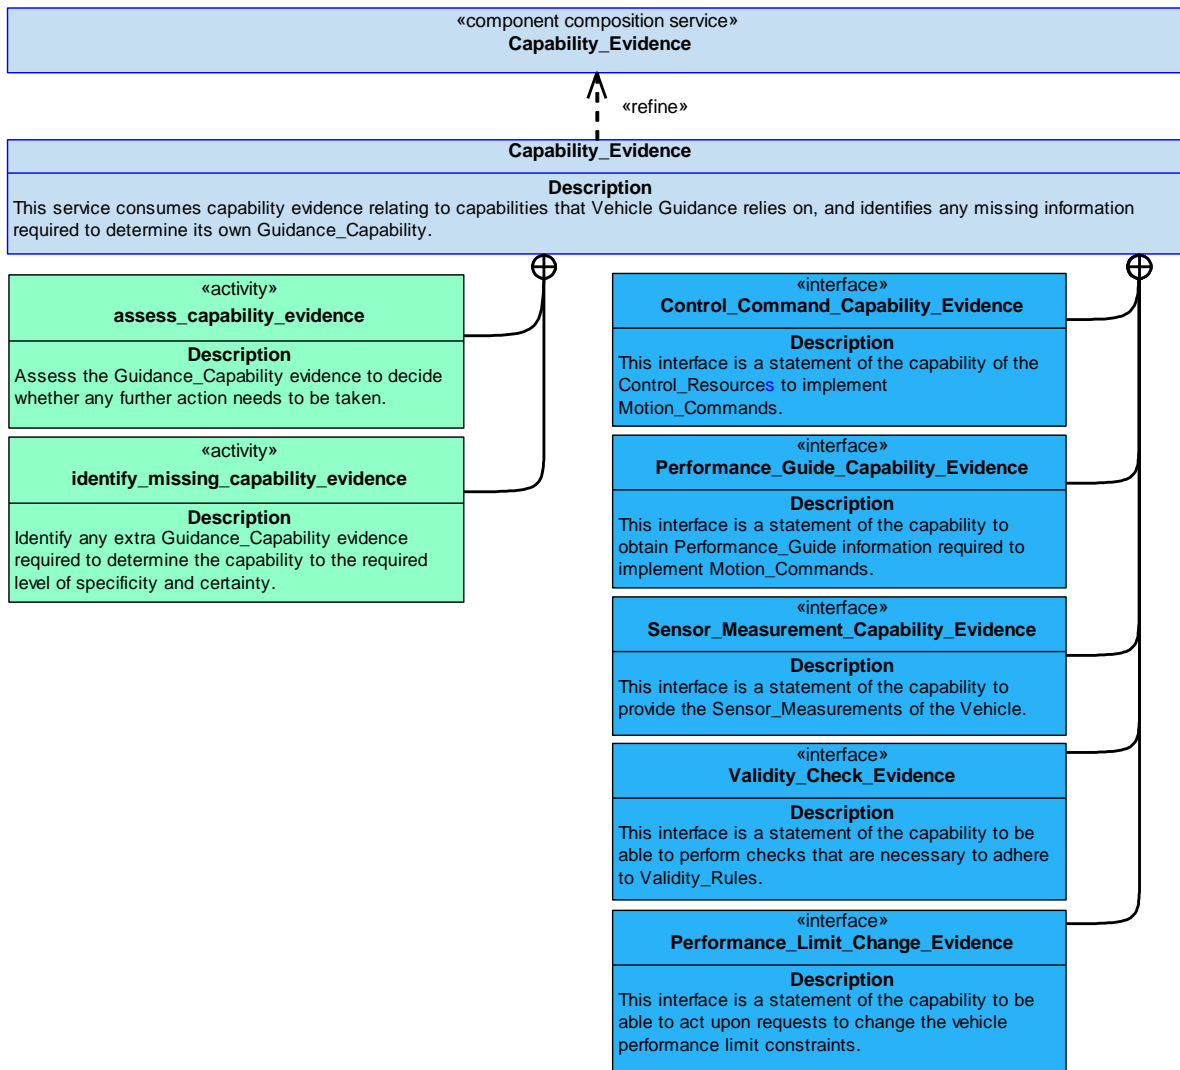 «component composition service»
Capability_Evidence
«refine»
Capability_Evidence
Description
This service consumes capability evidence relating to capabilities that Vehicle Guidance relies on, and identifies any missing information
required to determine its own Guidance_Capability.
«activity»
assess_capability_evidence
Description
Assess the Guidance_Capability evidence to decide
whether any further action needs to be taken.
«activity»
identify_missing_capability_evidence
Description
Identify any extra Guidance_Capability evidence
required to determine the capability to the required
level of specificity and certainty.
«interface»
Control_Command_Capability_Evidence
Description
This interface is a statement of the capability of the
Control_Resources to implement
Motion_Commands.
«interface»
Performance_Guide_Capability_Evidence
Description
This interface is a statement of the capability to
obtain Performance_Guide information required to
implement Motion_Commands.
«interface»
Sensor_Measurement_Capability_Evidence
Description
This interface is a statement of the capability to
provide the Sensor_Measurements of the Vehicle.
«interface»
Validity_Check_Evidence
Description
This interface is a statement of the capability to be
able to perform checks that are necessary to adhere
to Validity_Rules.
«interface»
Performance_Limit_Change_Evidence
Description
This interface is a statement of the capability to be
able to act upon requests to change the vehicle
performance limit constraints.